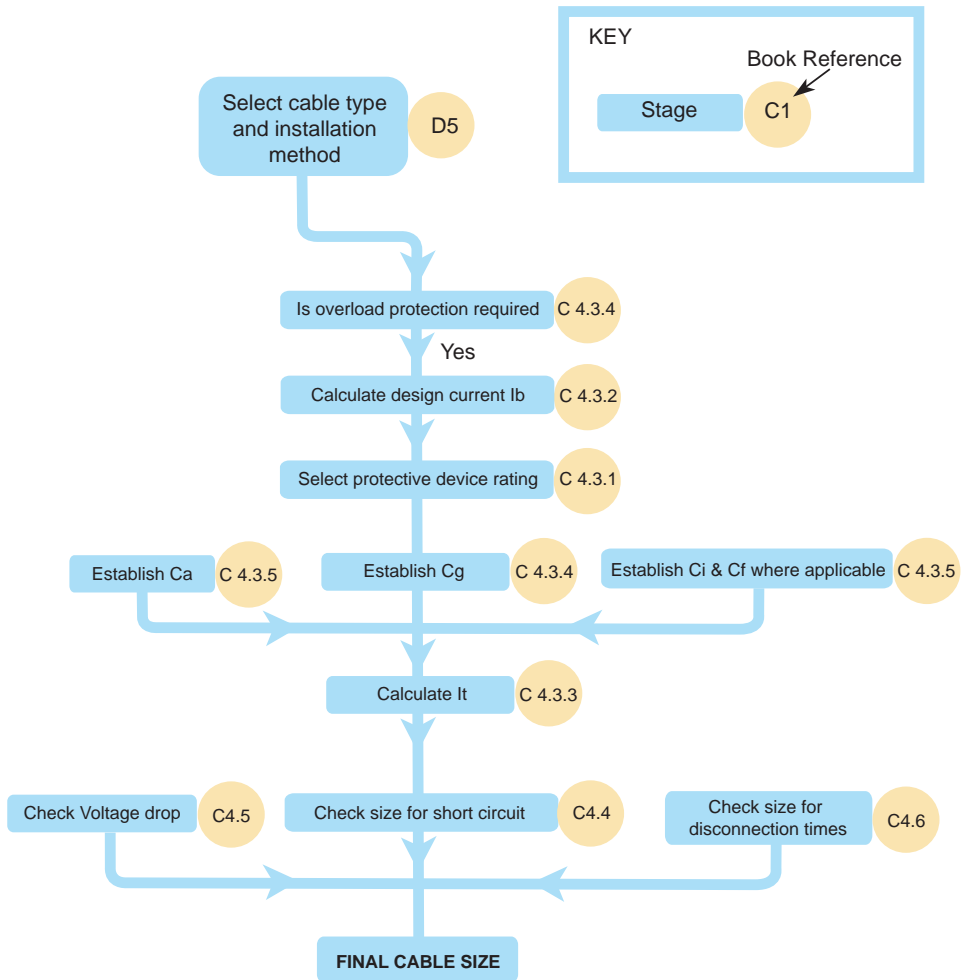 KEY
Book Reference
Stage
C1
Select cable type
and installation
method
D5
Is overload protection required
C 4.3.4
Yes
Calculate design current Ib
C 4.3.2
Select protective device rating
C 4.3.1
Establish Ca
C 4.3.5
Establish Cg
C 4.3.4
Establish Ci & Cf where applicable
C 4.3.5
Calculate It
C 4.3.3
Check Voltage drop
C4.5
Check size for short circuit
C4.4
Check size for
disconnection times
C4.6
FINAL CABLE SIZE